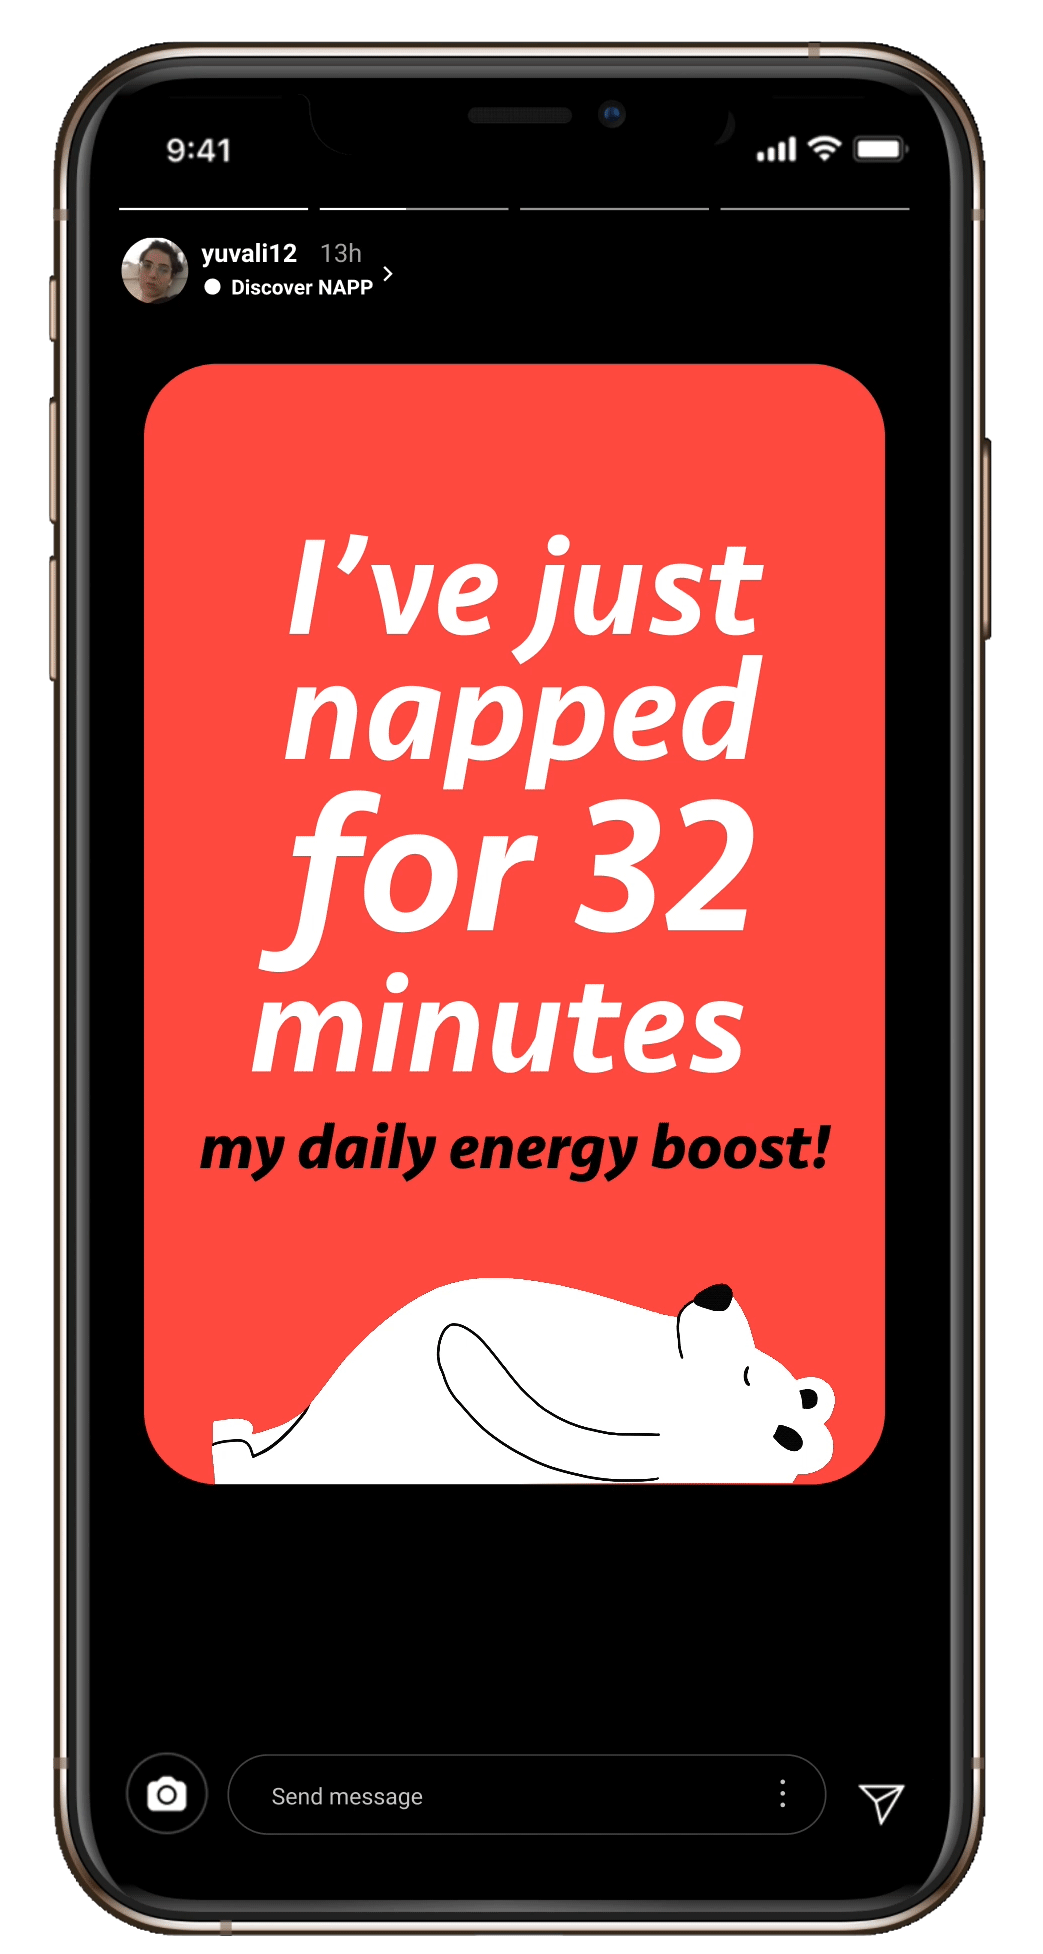 9:41
yuvali12 13h
Discover NAPP
I’ve just
napped
for 32
minutes
my daily energy boost!
Send message